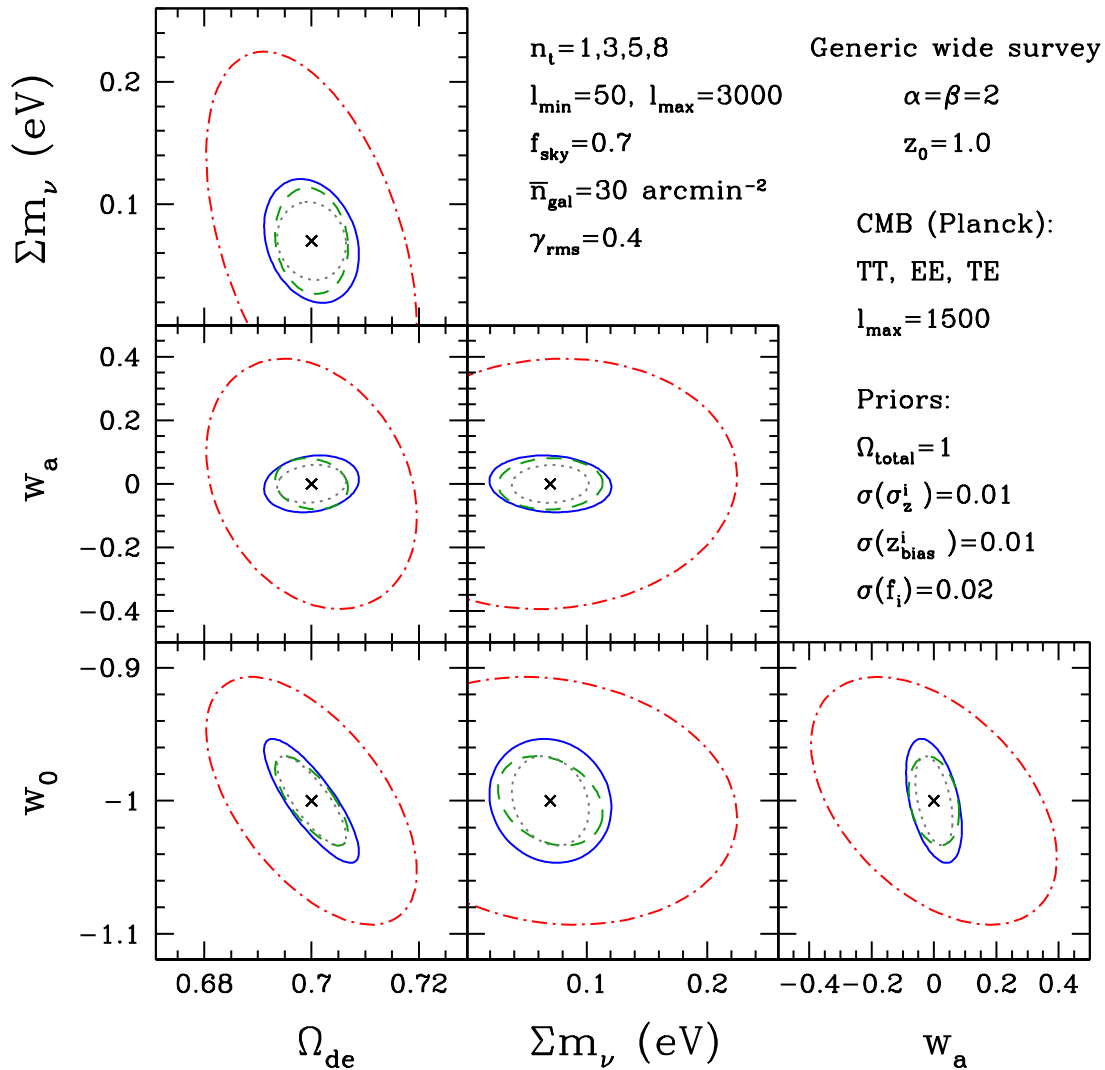 n_t=1,3,5,8
l_min=50, l_max=3000
f_sky=0.7
n̅_gal=30 arcmin⁻²
γ_rms=0.4
Generic wide survey
α=β=2
z_0=1.0
CMB (Planck):
TT, EE, TE
l_max=1500
Priors:
Ω_total=1
σ(σ_z^i)=0.01
σ(z_bias^i)=0.01
σ(f_i)=0.02
Σm_ν (eV)
0.2
0.1
w_a
0.4
0.2
0
−0.2
−0.4
w_0
−0.9
−1
−1.1
0.68 0.7 0.72
0.1 0.2
−0.4 −0.2 0 0.2 0.4
Ω_de
Σm_ν (eV)
w_a